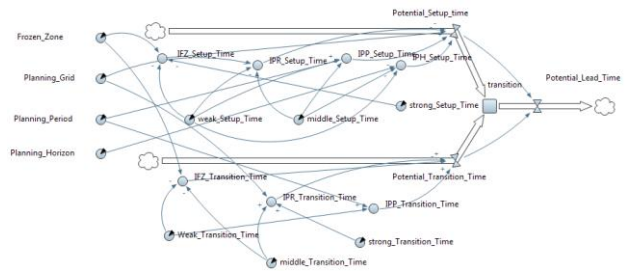 Potential_Setup_time
Frozen_Zone
IFZ_Setup_Time
IPR_Setup_Time
IPP_Setup_Time
IPH_Setup_Time
Planning_Grid
transition
Potential_Lead_Time
strong_Setup_Time
Planning_Period
weak_Setup_Time
middle_Setup_Time
Planning_Horizon
IFZ_Transition_Time
Potential_Transition_Time
IPR_Transition_Time
IPP_Transition_Time
Weak_Transition_Time
strong_Transition_Time
middle_Transition_Time